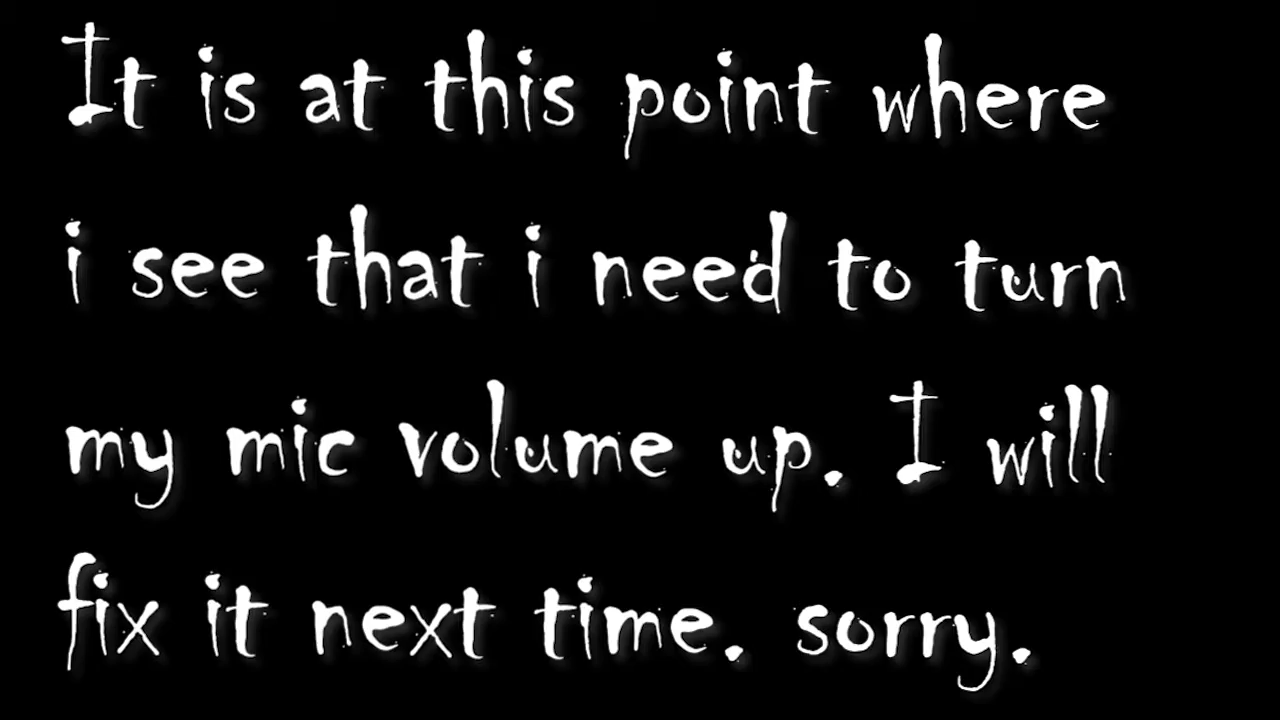 It is at this point where
i see that i need to turn
my mic volume up. I will
fix it next time. sorry.